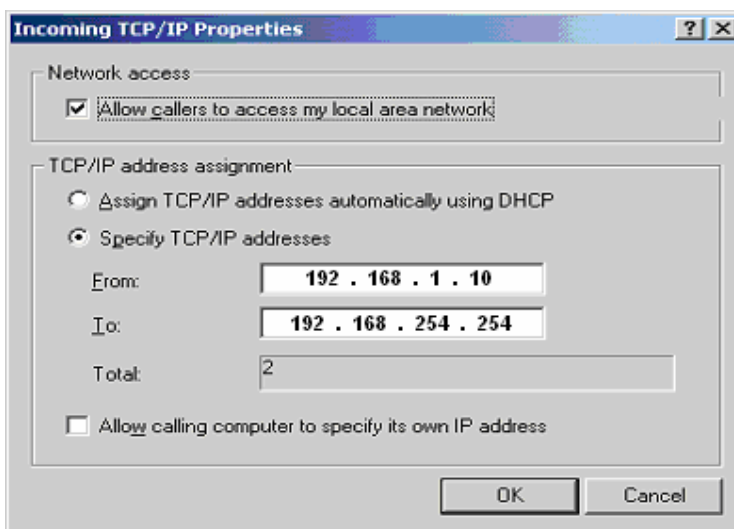 Incoming TCP/IP Properties
Network access
Allow callers to access my local area network
TCP/IP address assignment
Assign TCP/IP addresses automatically using DHCP
Specify TCP/IP addresses
From: 192 . 168 . 1 . 10
To: 192 . 168 . 254 . 254
Total: 2
Allow calling computer to specify its own IP address
OK Cancel